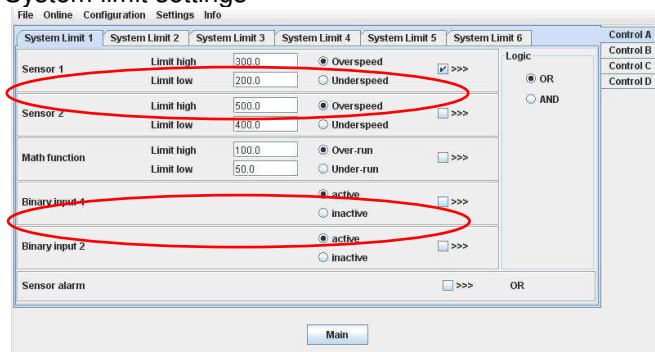 System limit settings
File Online Configuration Settings Info
System Limit 1 System Limit 2 System Limit 3 System Limit 4 System Limit 5 System Limit 6
Control A
Control B
Control C
Control D
Sensor 1
Limit high 300.0 Overspeed
Limit low 200.0 Underspeed
>>>
Logic
OR
AND
Sensor 2
Limit high 500.0 Overspeed
Limit low 400.0 Underspeed
>>>
Math function
Limit high 100.0 Over-run
Limit low 50.0 Under-run
>>>
Binary input 1
active
inactive
>>>
Binary input 2
active
inactive
>>>
Sensor alarm >>> OR
Main